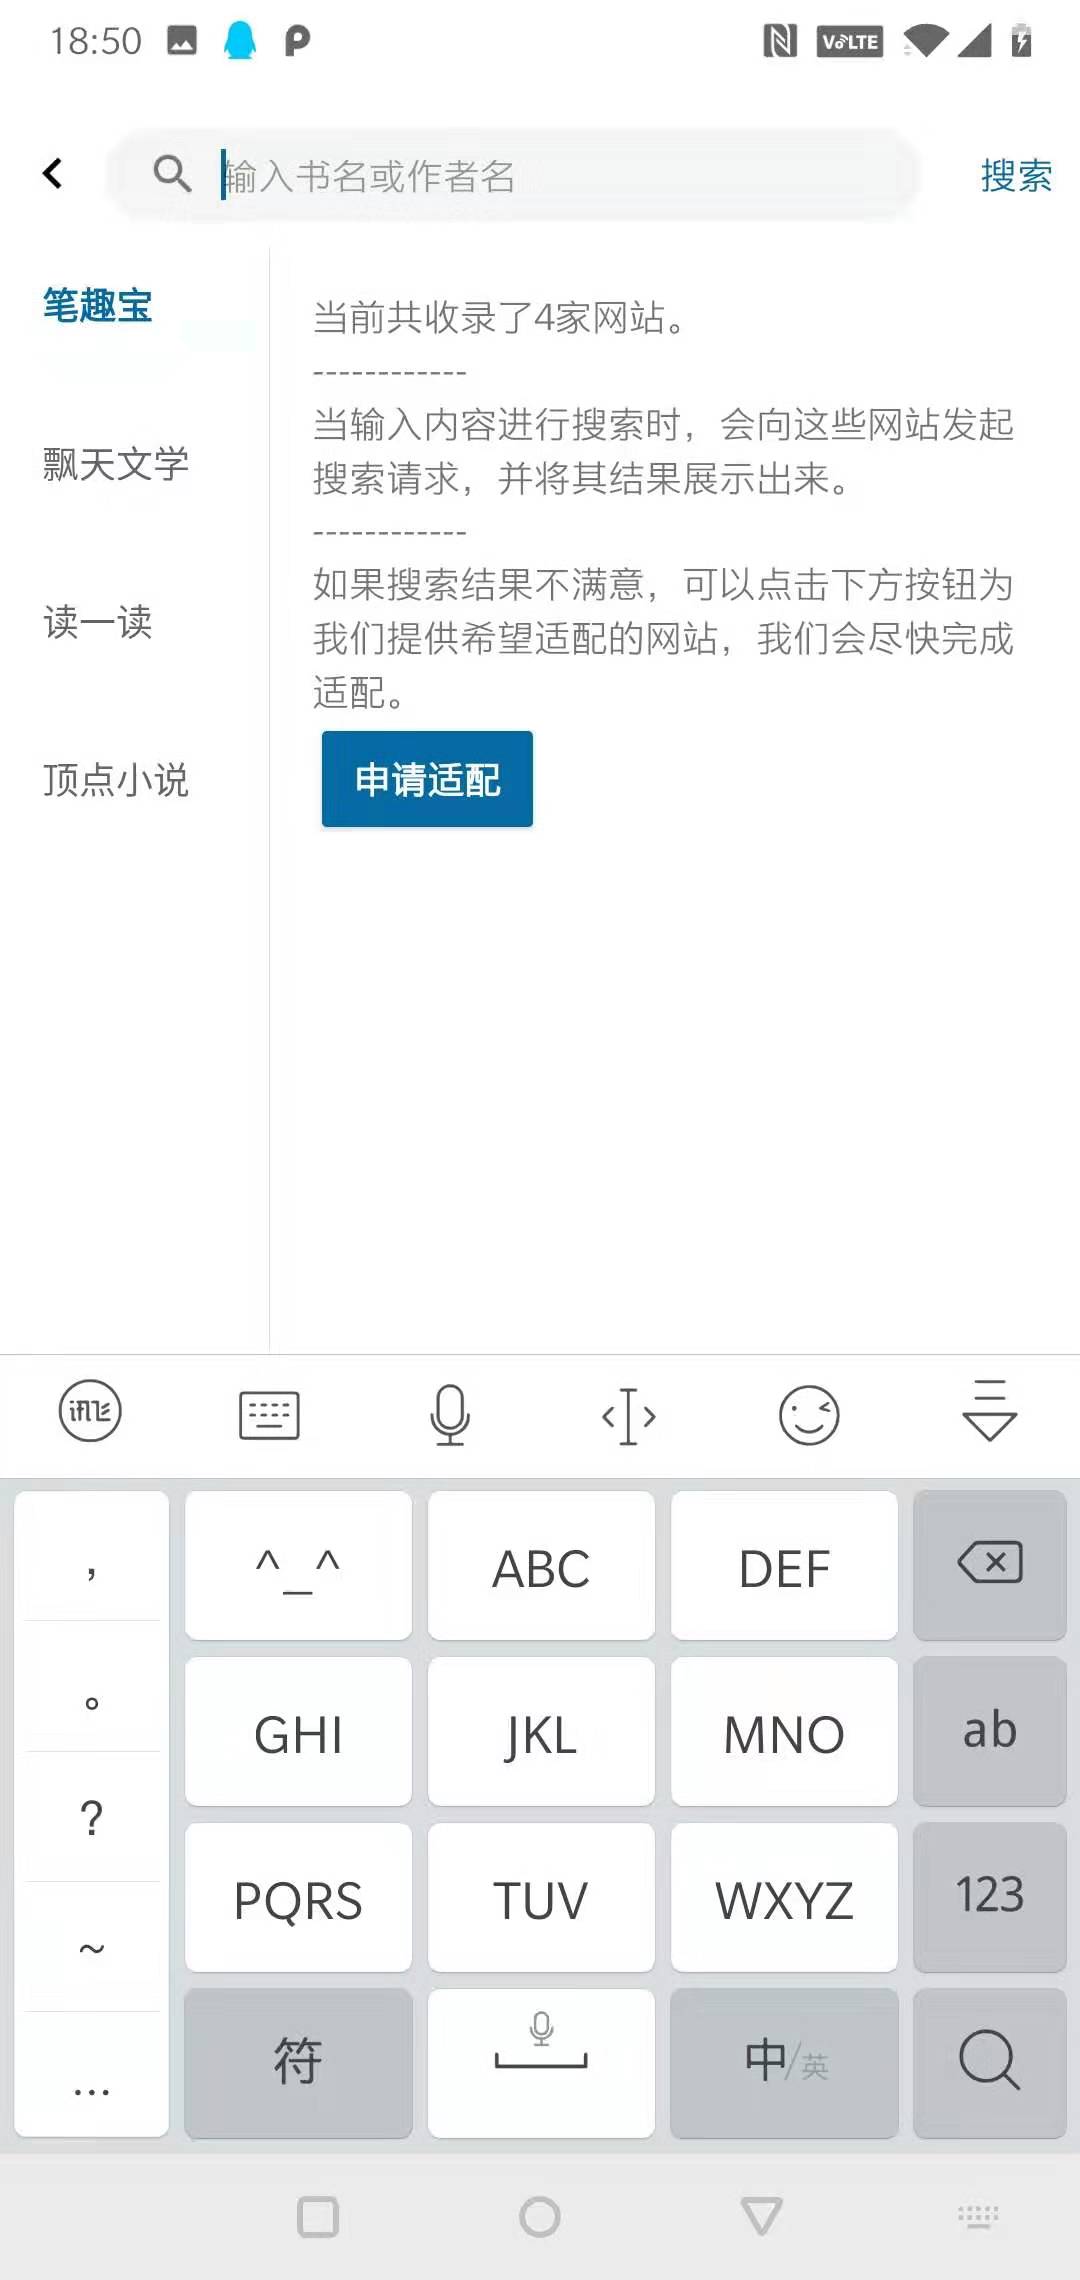 18:50
VoLTE
输入书名或作者名
搜索
笔趣宝
飘天文学
读一读
顶点小说
当前共收录了4家网站。
------------
当输入内容进行搜索时，会向这些网站发起
搜索请求，并将其结果展示出来。
------------
如果搜索结果不满意，可以点击下方按钮为
我们提供希望适配的网站，我们会尽快完成
适配。
申请适配
讯飞
，
^_^
ABC
DEF
。
GHI
JKL
MNO
ab
?
PQRS
TUV
WXYZ
123
~
...
符
中/英